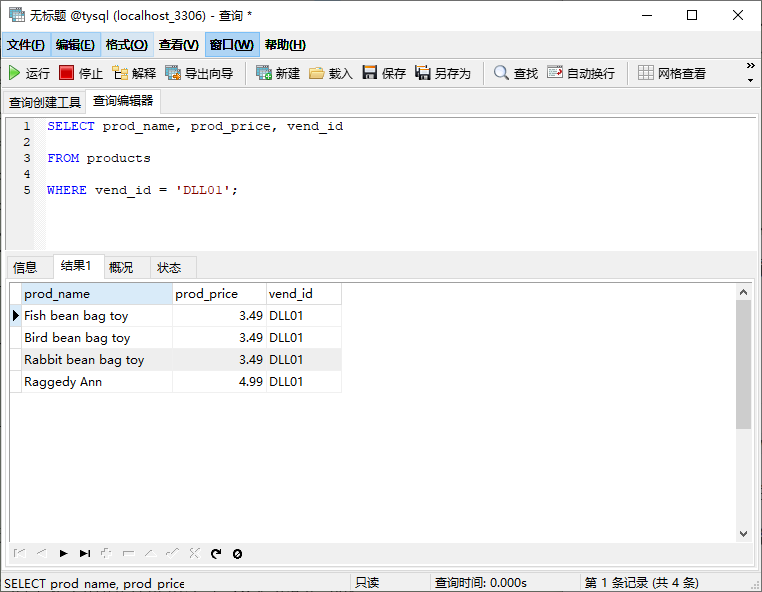 无标题 @tysql (localhost_3306) - 查询 *
文件(F) 编辑(E) 格式(O) 查看(V) 窗口(W) 帮助(H)
运行 停止 解释 导出向导 新建 载入 保存 另存为 查找 自动换行 网格查看
查询创建工具 查询编辑器
1 SELECT prod_name, prod_price, vend_id
2
3 FROM products
4
5 WHERE vend_id = 'DLL01';
信息 结果1 概况 状态
prod_name prod_price vend_id
Fish bean bag toy 3.49 DLL01
Bird bean bag toy 3.49 DLL01
Rabbit bean bag toy 3.49 DLL01
Raggedy Ann 4.99 DLL01
SELECT prod_name, prod_price 只读 查询时间: 0.000s 第 1 条记录 (共 4 条)